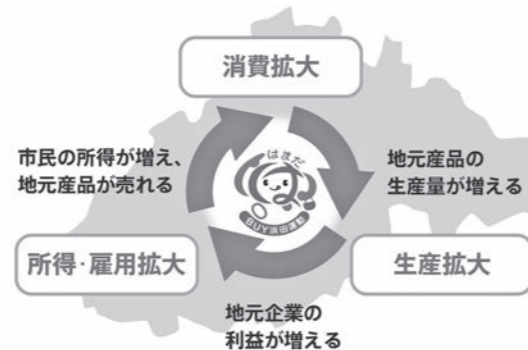 消費拡大
市民の所得が増え、
地元産品が売れる
はまだ
BUY浜田運動
地元産品の
生産量が増える
所得・雇用拡大
生産拡大
地元企業の
利益が増える